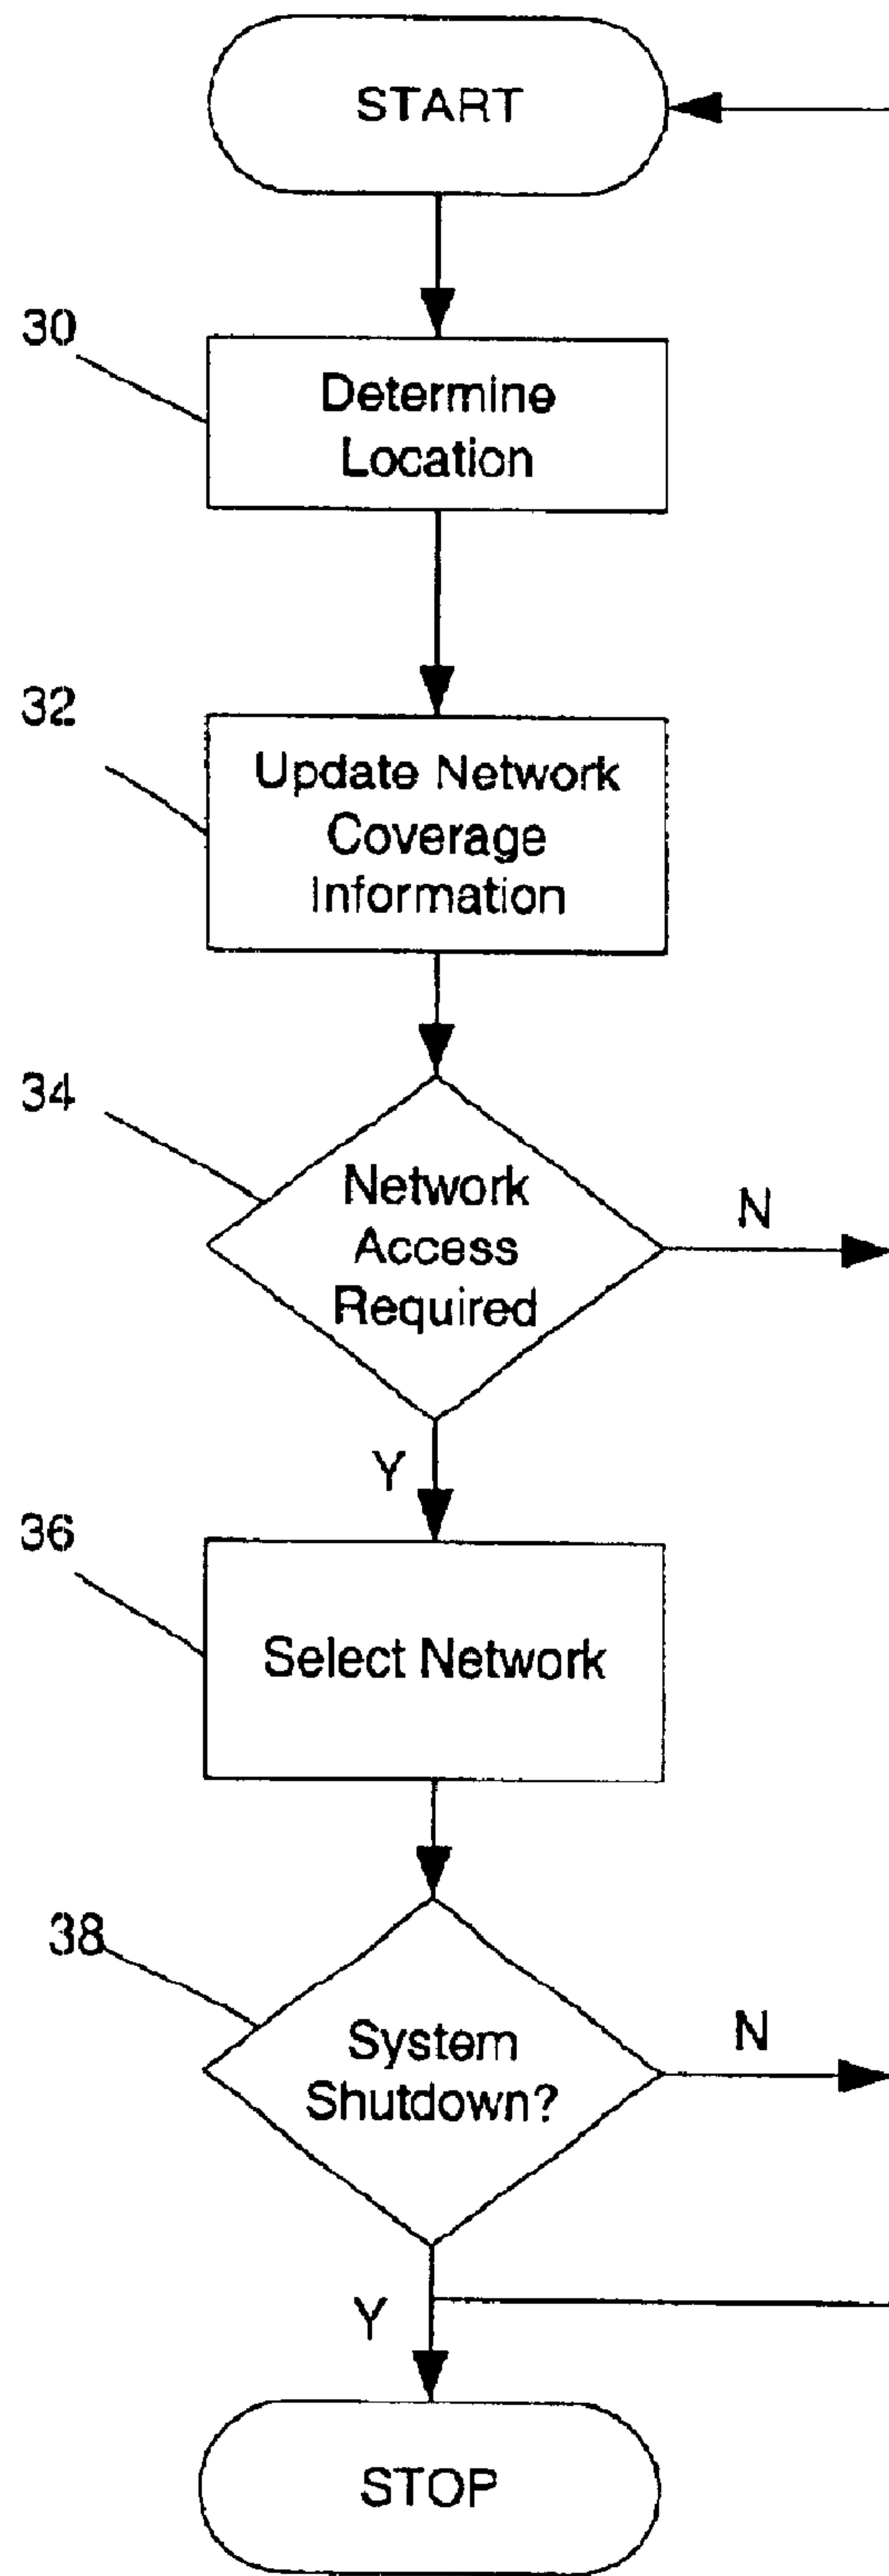 START
30
Determine
Location
32
Update Network
Coverage
Information
34
Network
Access
Required
N
Y
36
Select Network
38
System
Shutdown?
N
Y
STOP